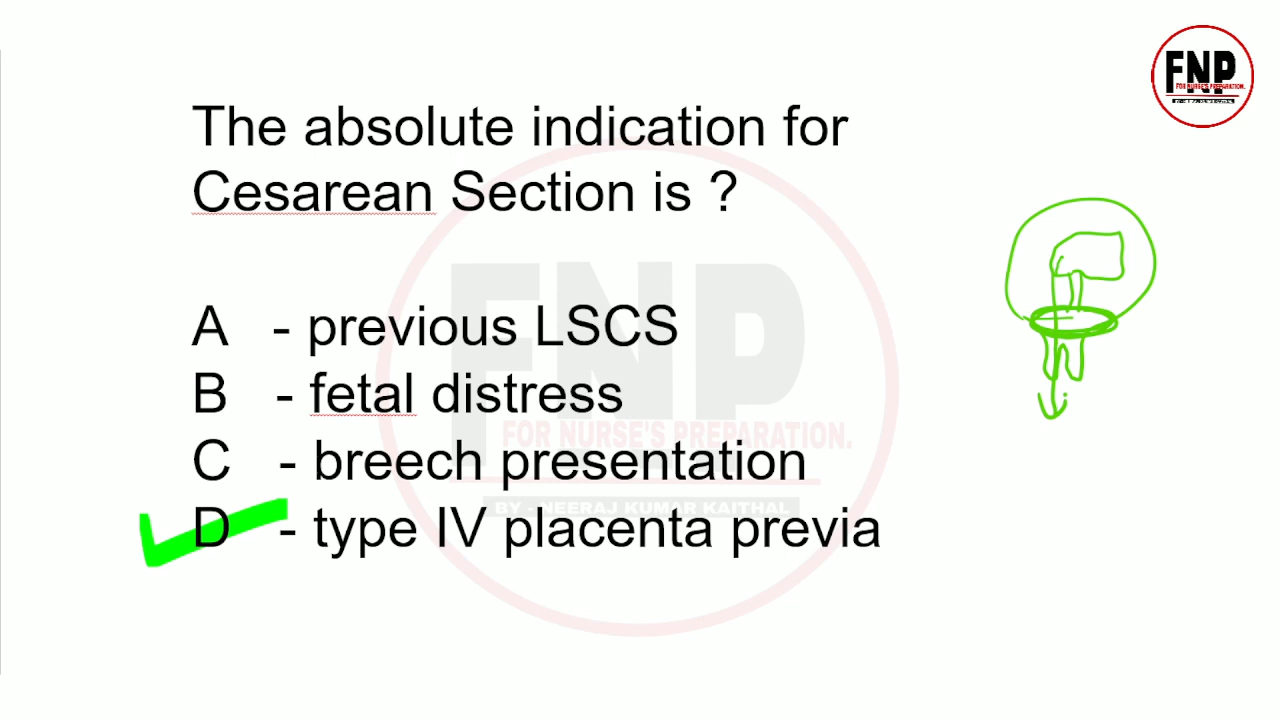 FNP
FOR NURSE'S PREPARATION.
The absolute indication for
Cesarean Section is ?
A - previous LSCS
B - fetal distress
C - breech presentation
D - type IV placenta previa
FNP
FOR NURSE'S PREPARATION.
BY - NEERAJ KUMAR KAITHAL